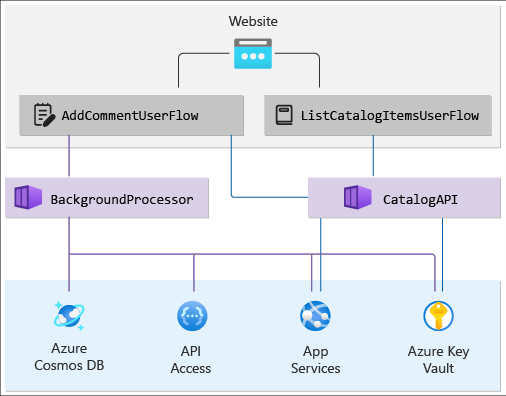 Website
AddCommentUserFlow
ListCatalogItemsUserFlow
BackgroundProcessor
CatalogAPI
Azure
Cosmos DB
API
Access
App
Services
Azure Key
Vault